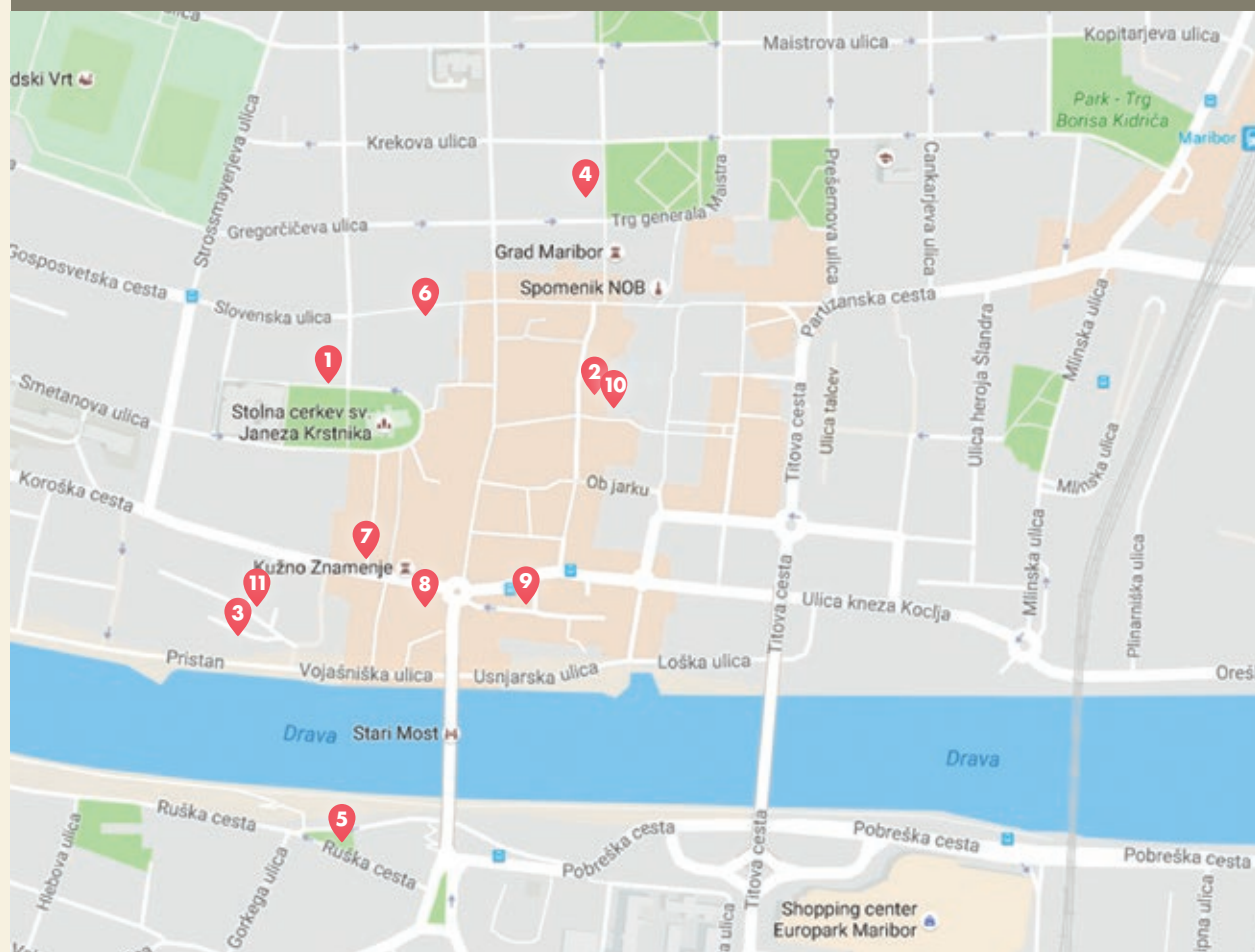 Maistrova ulica
Kopitarjeva ulica
dski Vrt
Park - Trg
Borisa Kidriča
Maribor
Krekova ulica
Strossmayerjeva ulica
4
Maistra
Trg generala
Prešernova ulica
Cankarjeva ulica
Gregorčičeva ulica
Grad Maribor
Gosposvetska cesta
Spomenik NOB
6
Slovenska ulica
Partizanska cesta
Mlinska ulica
1
2
10
Ulica heroja Šlandra
Smetanova ulica
Stolna cerkev sv.
Janeza Krstnika
Titova cesta
Ulica talcev
Mlinska ulica
Koroška cesta
Ob jarku
7
Kužno Znamenje
8
9
11
3
Ulica kneza Koclja
Mlinska ulica
Plinarniška ulica
Titova cesta
Pristan
Vojašniška ulica
Usnjarska ulica
Loška ulica
Oreš
Drava
Stari Most
Drava
5
Ruška cesta
Ruška cesta
Hlebova ulica
Gorkega ulica
Pobreška cesta
Titova cesta
Pobreška cesta
Pobreška cesta
Shopping center
Europark Maribor
ulica
ipna ulica